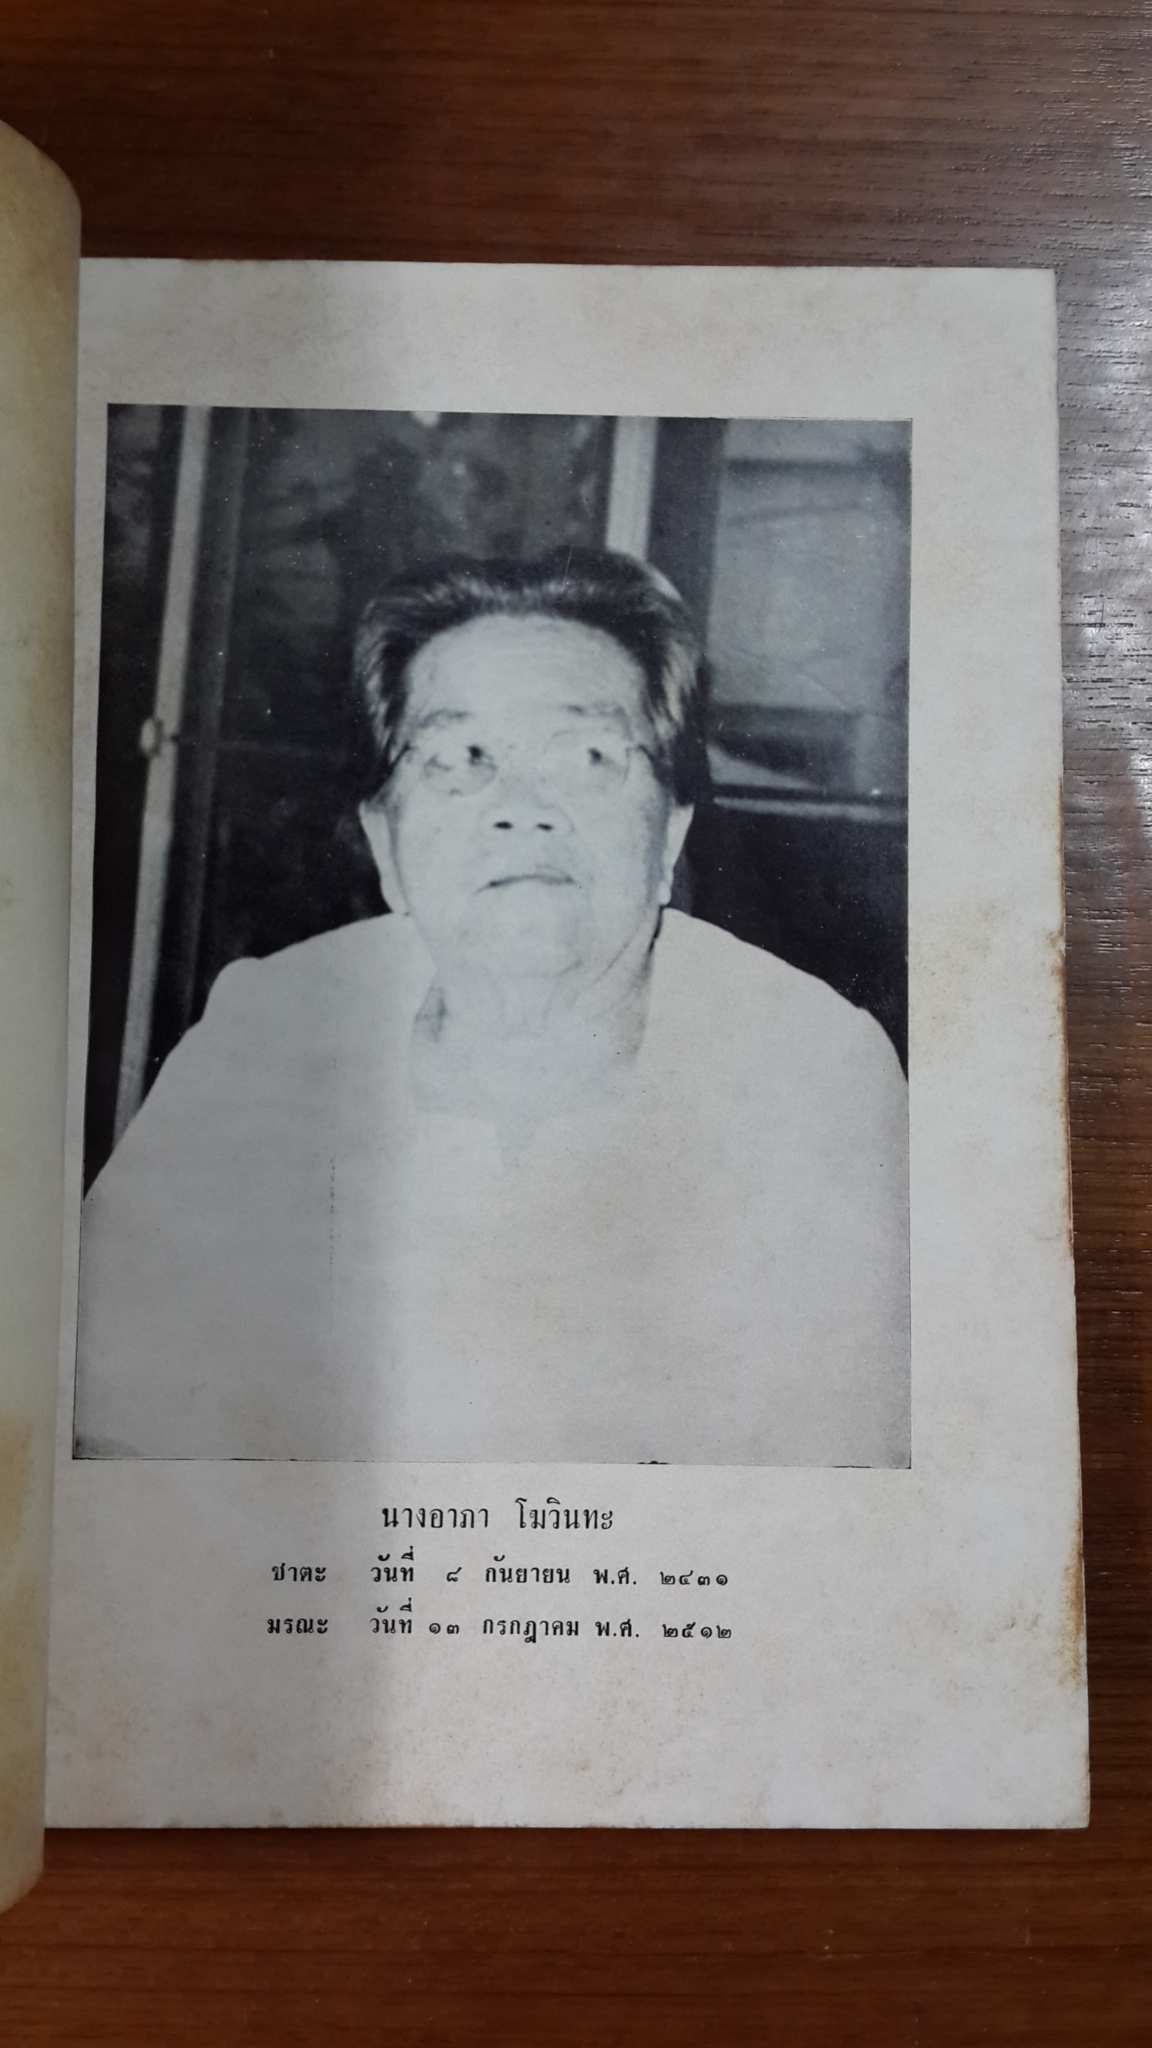 นางอาภา โฆวินทะ
ชาตะ วันที่ ๘ กันยายน พ.ศ. ๒๔๓๑
มรณะ วันที่ ๑๓ กรกฎาคม พ.ศ. ๒๕๑๒